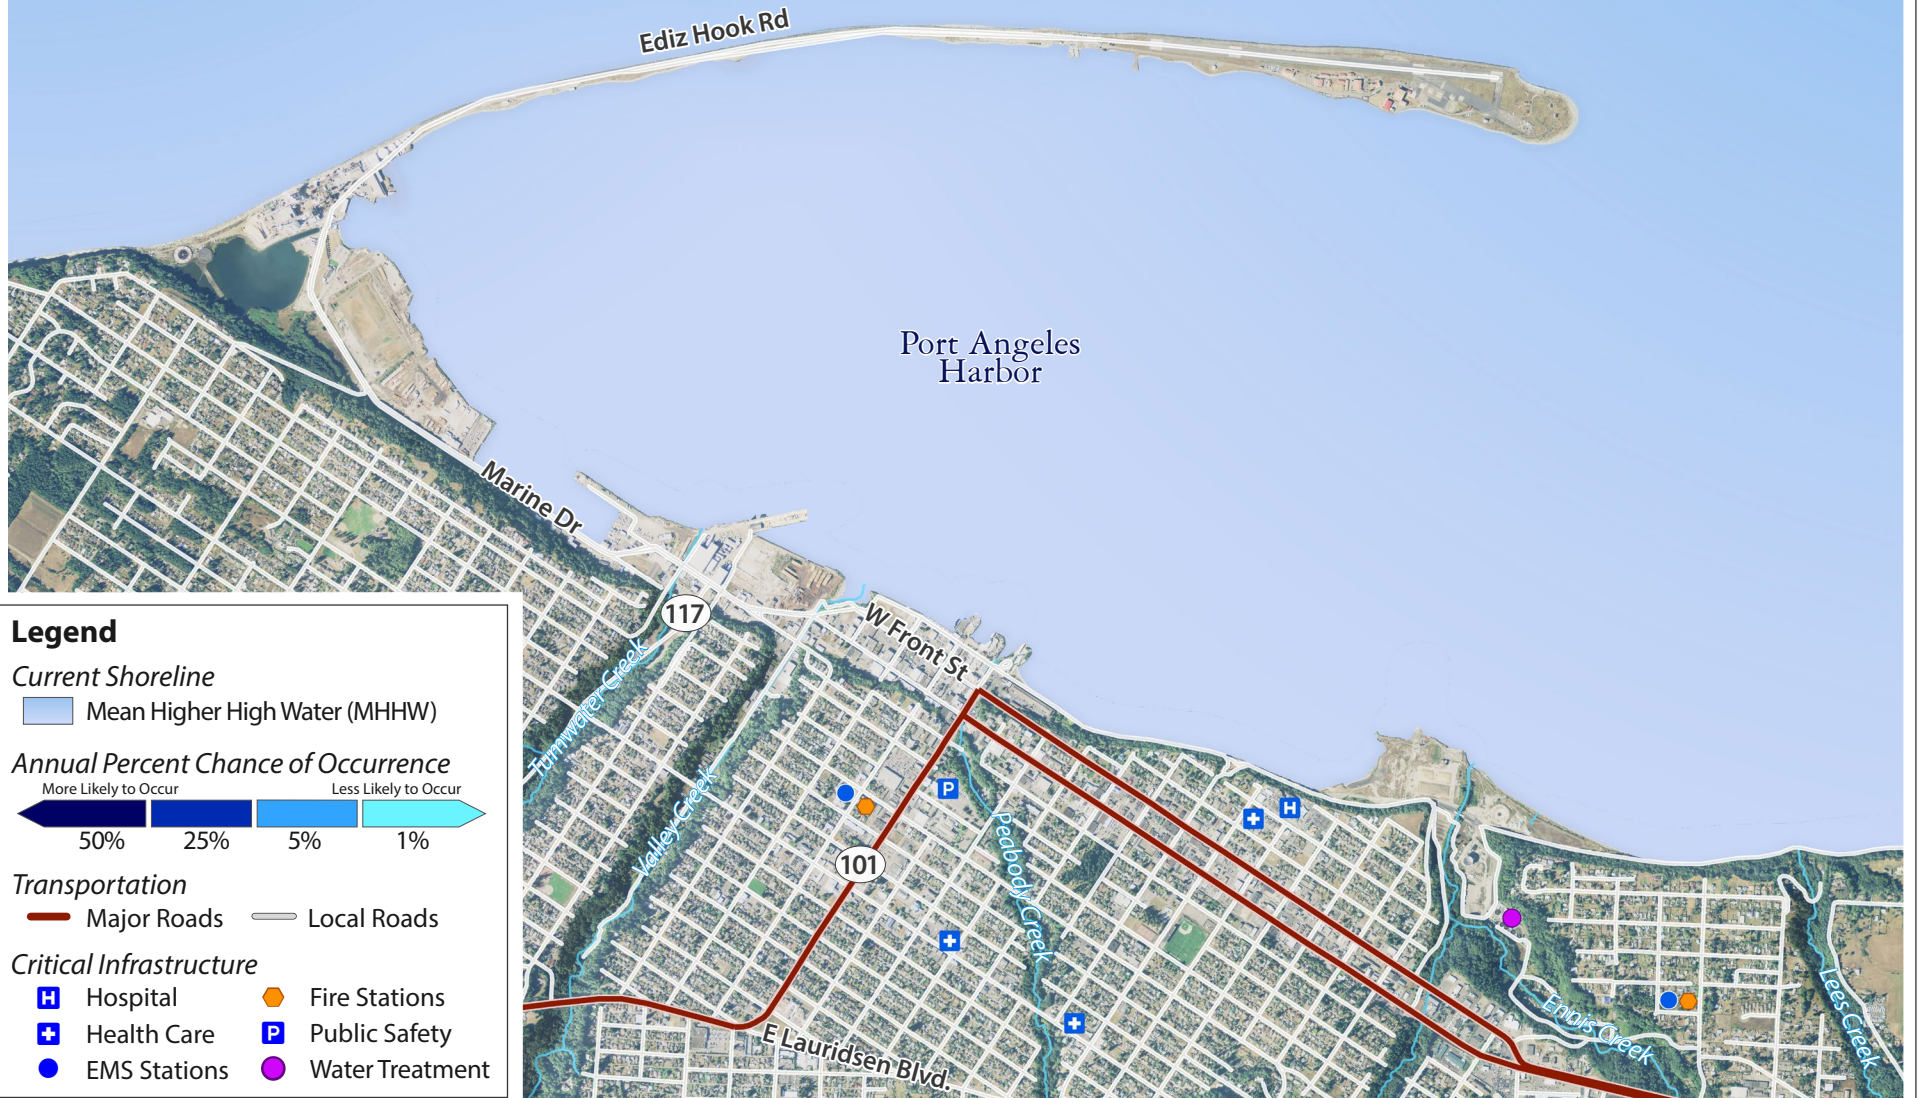 Ediz Hook Rd
Port Angeles
Harbor
Marine Dr
117
W Front St
Tumwater Creek
Valley Creek
P
H
101
Peabody Creek
Ennis Creek
Lees Creek
E Lauridsen Blvd.
Legend
Current Shoreline
Mean Higher High Water (MHHW)
Annual Percent Chance of Occurrence
More Likely to Occur Less Likely to Occur
50% 25% 5% 1%
Transportation
Major Roads Local Roads
Critical Infrastructure
H Hospital Fire Stations
Health Care P Public Safety
EMS Stations Water Treatment